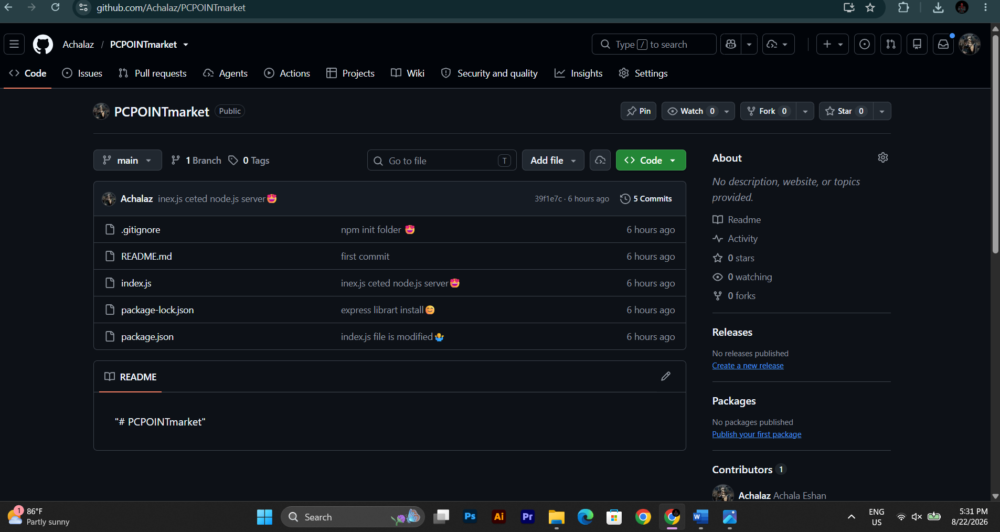 github.com/Achalaz/PCPOINTmarket
Achalaz / PCPOINTmarket
Type / to search
Code Issues Pull requests Agents Actions Projects Wiki Security and quality Insights Settings
PCPOINTmarket Public
Pin Watch 0 Fork 0 Star 0
main 1 Branch 0 Tags Go to file T Add file Code
Achalaz inex.js ceted node.js server🤩 39f1e7c · 6 hours ago 5 Commits
.gitignore npm init folder 🤩 6 hours ago
README.md first commit 6 hours ago
index.js inex.js ceted node.js server🤩 6 hours ago
package-lock.json express librart install😊 6 hours ago
package.json index.js file is modified🤷‍♂️ 6 hours ago
README
"# PCPOINTmarket"
About
No description, website, or topics
provided.
Readme
Activity
0 stars
0 watching
0 forks
Releases
No releases published
Create a new release
Packages
No packages published
Publish your first package
Contributors 1
Achalaz Achala Eshan
1
86°F
Partly sunny
Search
Ps
Ai
Pr
W
ENG
US
5:31 PM
8/22/2026